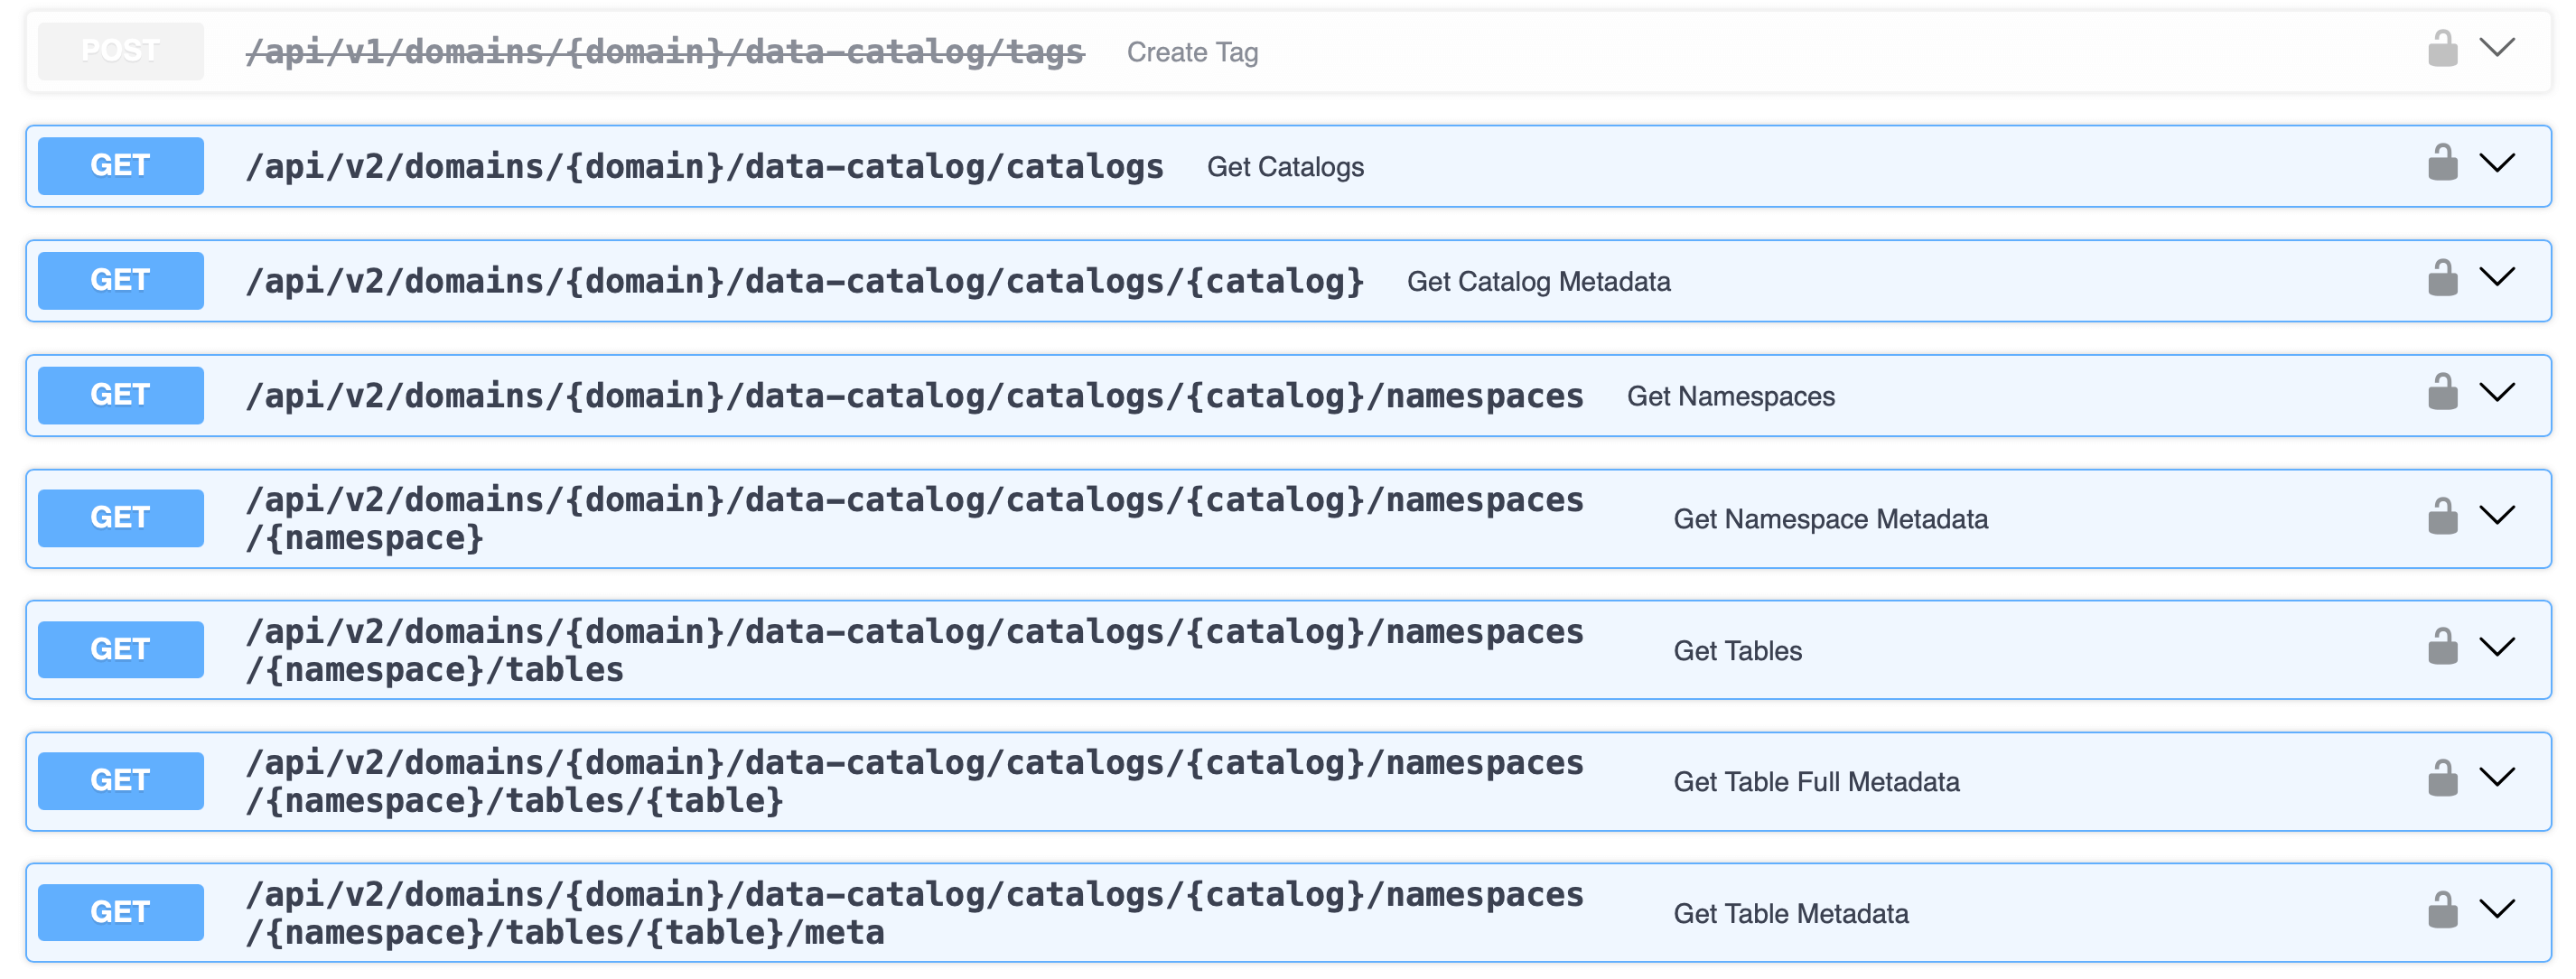 POST /api/v1/domains/{domain}/data-catalog/tags Create Tag
GET /api/v2/domains/{domain}/data-catalog/catalogs Get Catalogs
GET /api/v2/domains/{domain}/data-catalog/catalogs/{catalog} Get Catalog Metadata
GET /api/v2/domains/{domain}/data-catalog/catalogs/{catalog}/namespaces Get Namespaces
GET /api/v2/domains/{domain}/data-catalog/catalogs/{catalog}/namespaces
/{namespace} Get Namespace Metadata
GET /api/v2/domains/{domain}/data-catalog/catalogs/{catalog}/namespaces
/{namespace}/tables Get Tables
GET /api/v2/domains/{domain}/data-catalog/catalogs/{catalog}/namespaces
/{namespace}/tables/{table} Get Table Full Metadata
GET /api/v2/domains/{domain}/data-catalog/catalogs/{catalog}/namespaces
/{namespace}/tables/{table}/meta Get Table Metadata